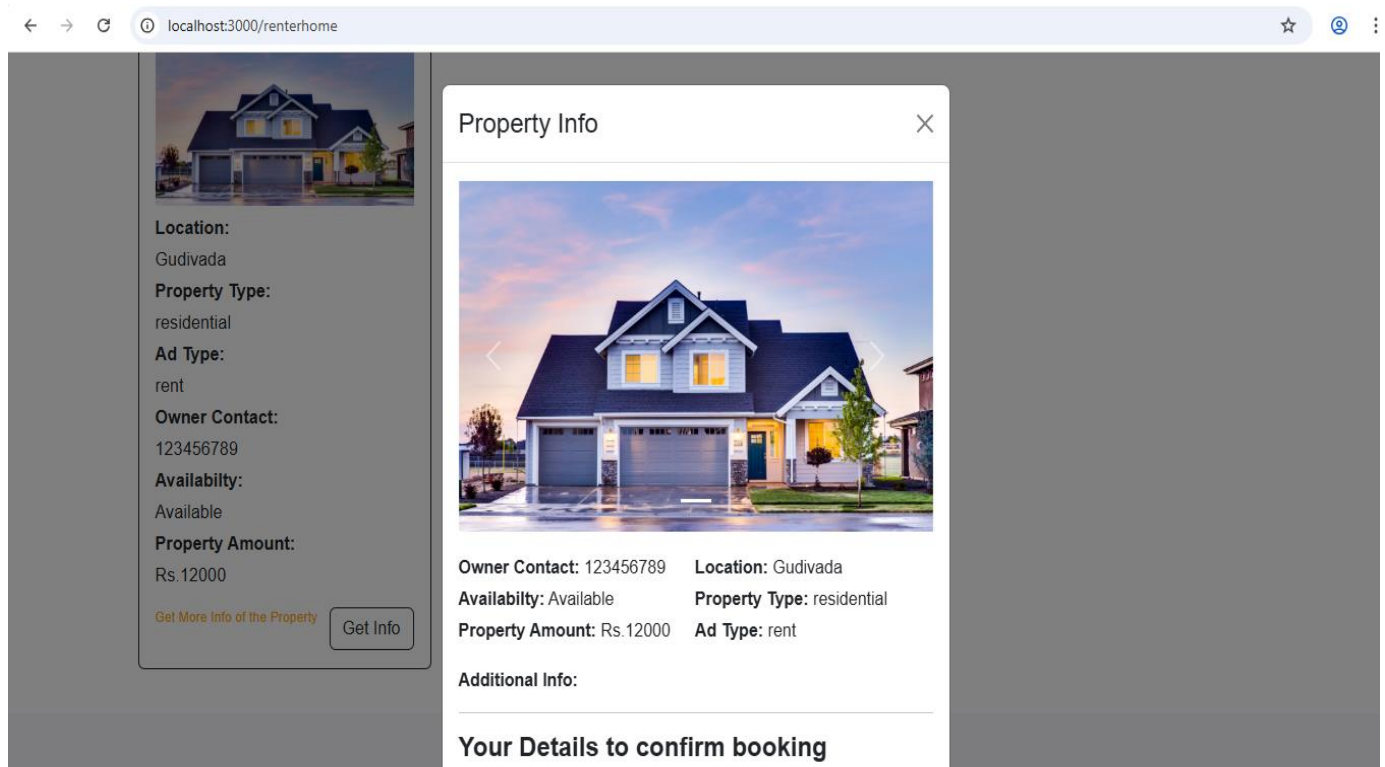 localhost:3000/renterhome
Location:
Gudivada
Property Type:
residential
Ad Type:
rent
Owner Contact:
123456789
Availabilty:
Available
Property Amount:
Rs.12000
Get More Info of the Property
Get Info
Property Info
Owner Contact: 123456789 Location: Gudivada
Availabilty: Available Property Type: residential
Property Amount: Rs.12000 Ad Type: rent
Additional Info:
Your Details to confirm booking